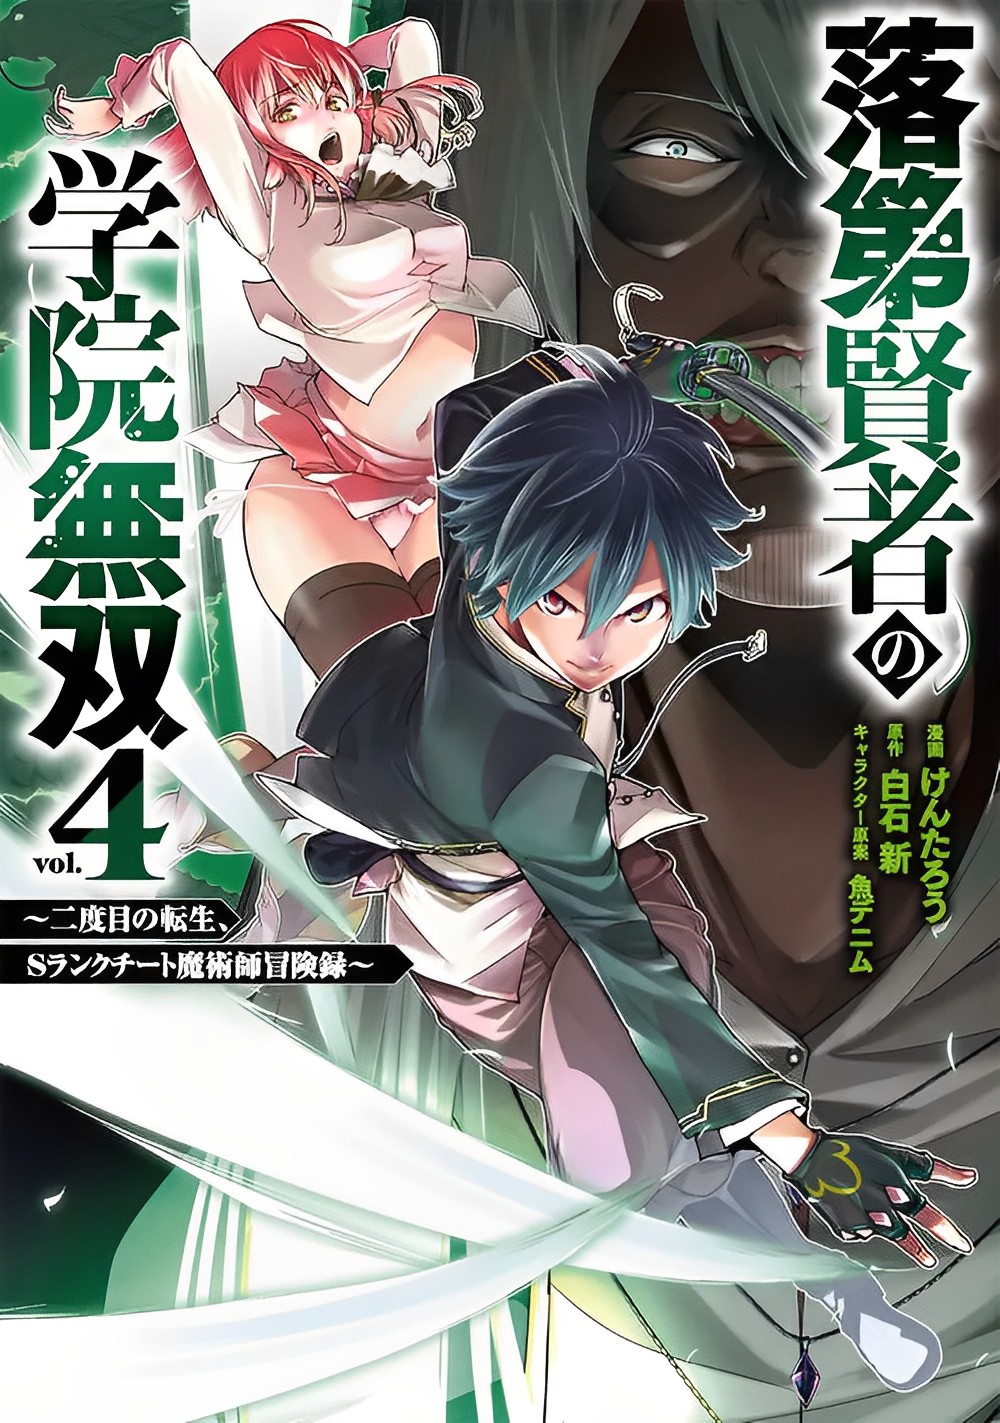 落第賢者の
学院無双
vol.4
～二度目の転生、
Sランクチート魔術師冒険録～
漫画 けんたろう
原作 白石 新
キャラクター原案 魚デニム